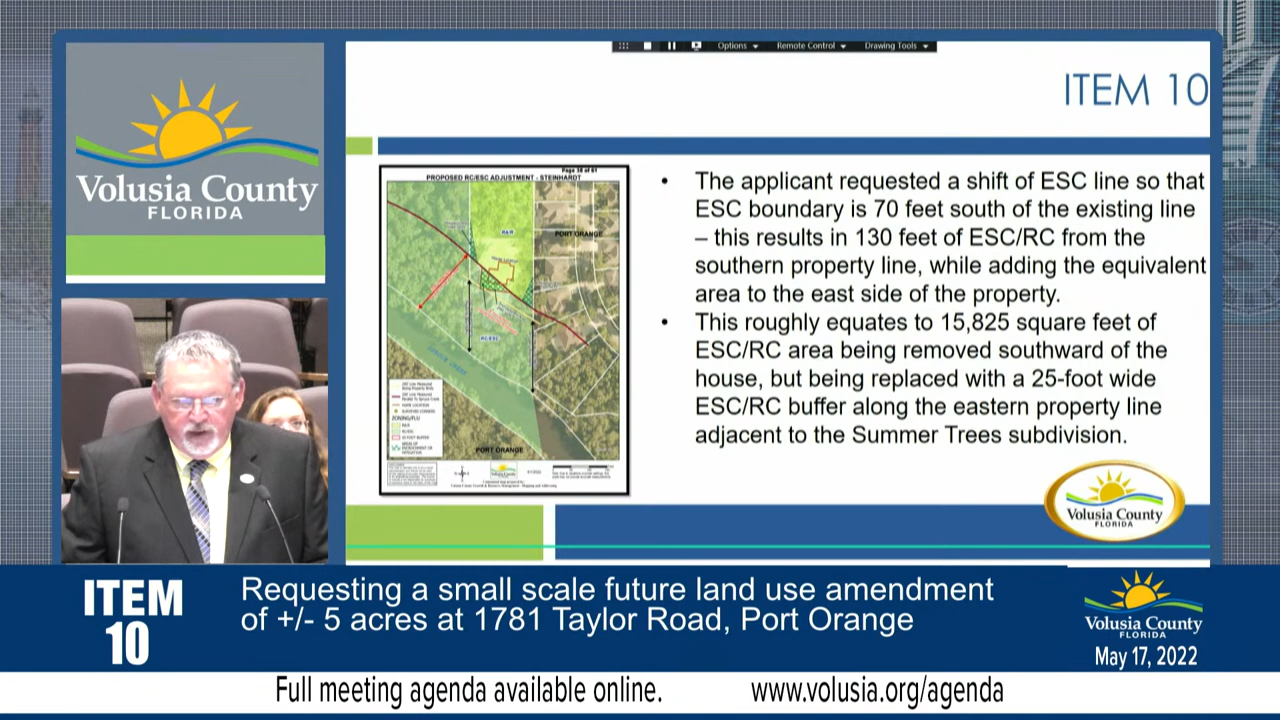 Volusia County
FLORIDA
Options
Remote Control
Drawing Tools
ITEM 10
Page 38 of 61
PROPOSED RC/ESC ADJUSTMENT - STEINHARDT
PORT ORANGE
PORT ORANGE
• The applicant requested a shift of ESC line so that
ESC boundary is 70 feet south of the existing line
– this results in 130 feet of ESC/RC from the
southern property line, while adding the equivalent
area to the east side of the property.
• This roughly equates to 15,825 square feet of
ESC/RC area being removed southward of the
house, but being replaced with a 25-foot wide
ESC/RC buffer along the eastern property line
adjacent to the Summer Trees subdivision.
Volusia County
FLORIDA
ITEM
10
Requesting a small scale future land use amendment
of +/- 5 acres at 1781 Taylor Road, Port Orange
Volusia County
FLORIDA
May 17, 2022
Full meeting agenda available online.
www.volusia.org/agenda